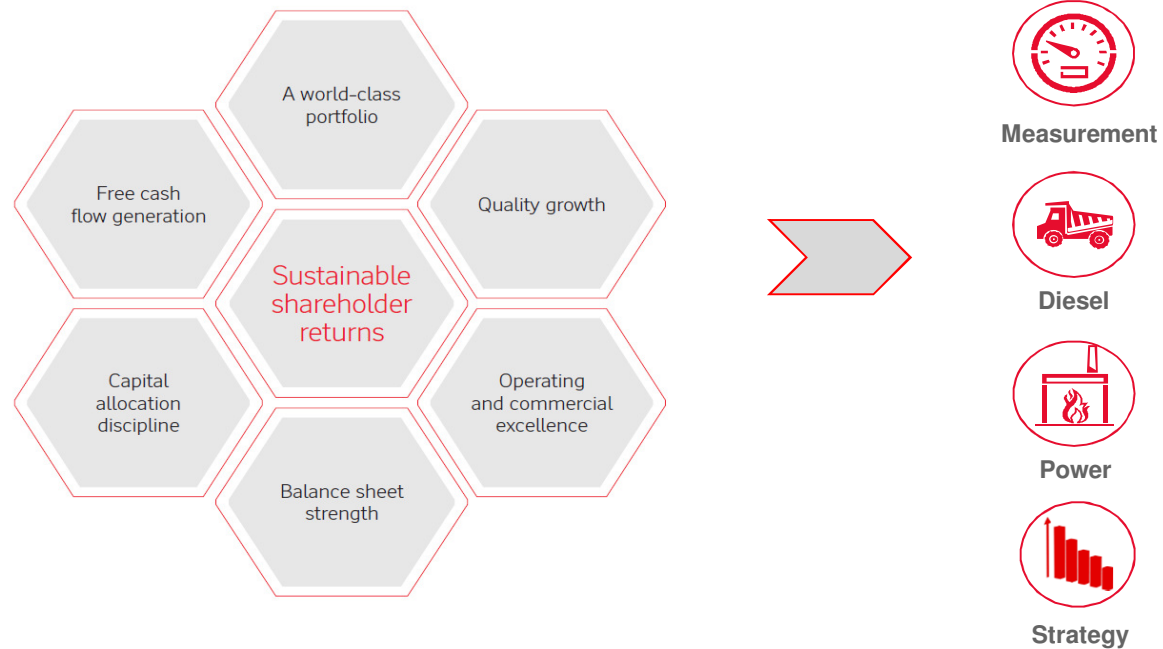 A world-class
portfolio
Free cash
flow generation
Quality growth
Sustainable
shareholder
returns
Capital
allocation
discipline
Operating
and commercial
excellence
Balance sheet
strength
Measurement
Diesel
Power
Strategy